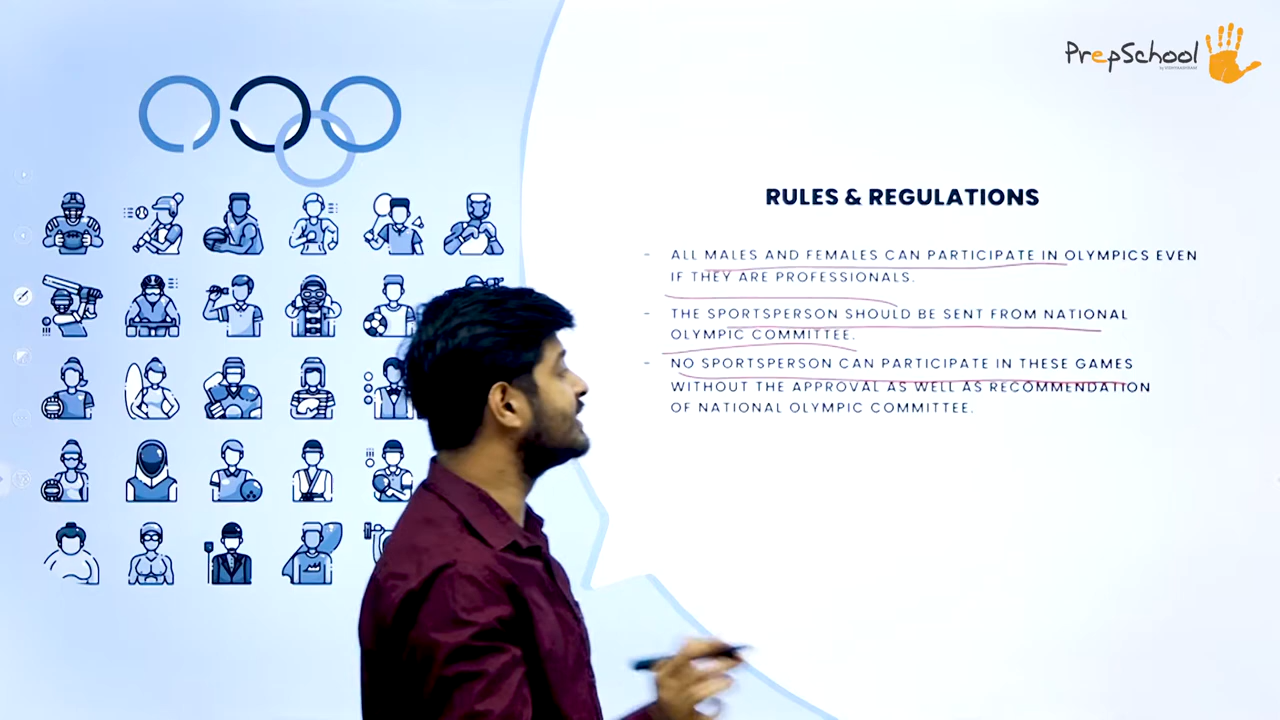 PrepSchool
RULES & REGULATIONS
- ALL MALES AND FEMALES CAN PARTICIPATE IN OLYMPICS EVEN
IF THEY ARE PROFESSIONALS.
- THE SPORTSPERSON SHOULD BE SENT FROM NATIONAL
OLYMPIC COMMITTEE.
- NO SPORTSPERSON CAN PARTICIPATE IN THESE GAMES
WITHOUT THE APPROVAL AS WELL AS RECOMMENDATION
OF NATIONAL OLYMPIC COMMITTEE.